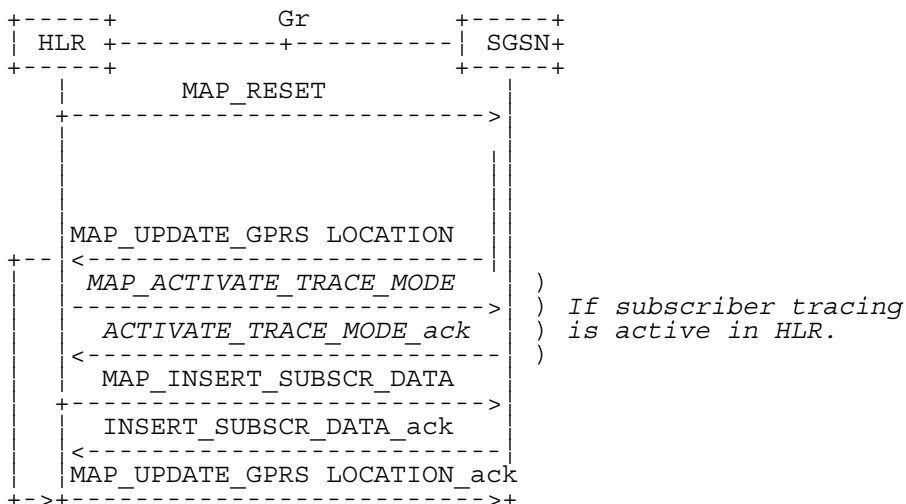 Gr
HLR SGSN
MAP_RESET
MAP_UPDATE_GPRS LOCATION
MAP_ACTIVATE_TRACE_MODE )
) If subscriber tracing
ACTIVATE_TRACE_MODE_ack ) is active in HLR.
)
MAP_INSERT_SUBSCR_DATA
INSERT_SUBSCR_DATA_ack
MAP_UPDATE_GPRS LOCATION_ack